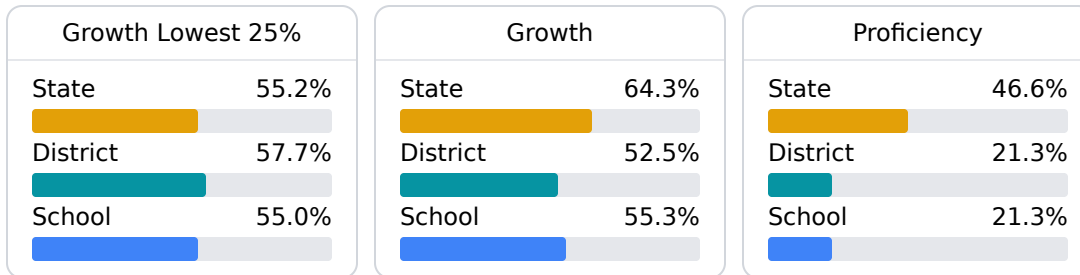 Growth Lowest 25%
State 55.2%
District 57.7%
School 55.0%
Growth
State 64.3%
District 52.5%
School 55.3%
Proficiency
State 46.6%
District 21.3%
School 21.3%